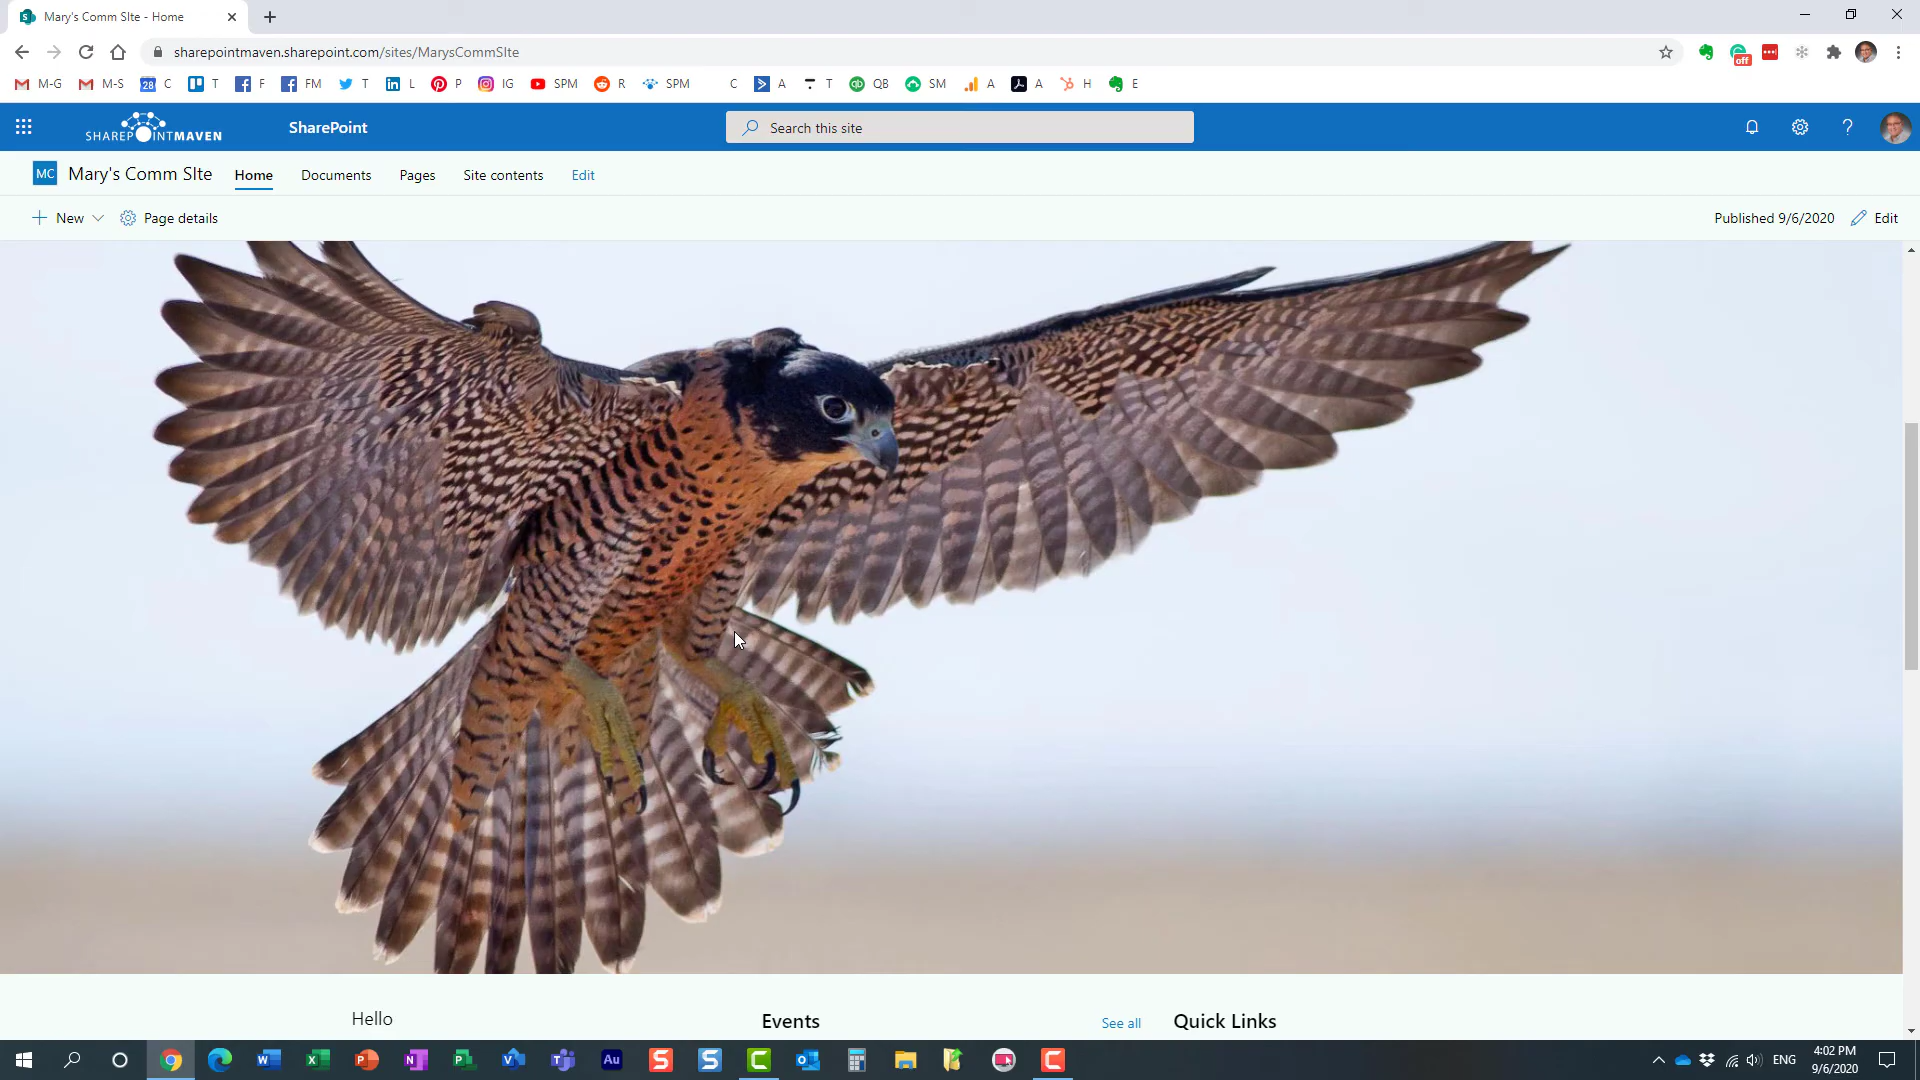 Mary's Comm SIte - Home
sharepointmaven.sharepoint.com/sites/MarysCommSIte
off
M-G M-S 28 C T F FM T L P IG SPM R SPM C A T QB SM A A H E
SHAREPOINTMAVEN SharePoint Search this site
MC Mary's Comm SIte Home Documents Pages Site contents Edit
New Page details Published 9/6/2020 Edit
Hello Events See all Quick Links
ENG 4:02 PM
9/6/2020